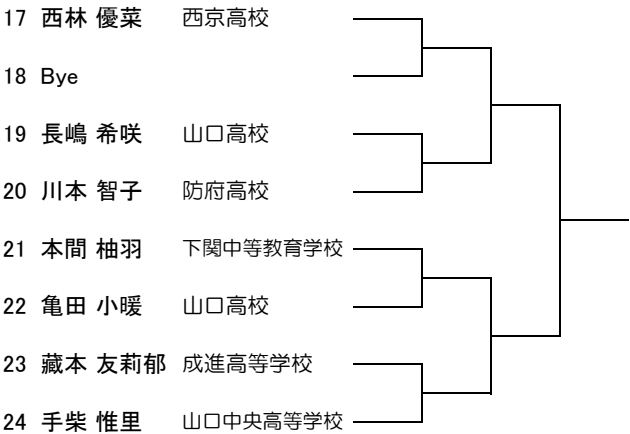 17 西林 優菜 西京高校
18 Bye
19 長嶋 希咲 山口高校
20 川本 智子 防府高校
21 本間 柚羽 下関中等教育学校
22 亀田 小暖 山口高校
23 藏本 友莉郁 成進高等学校
24 手柴 惟里 山口中央高等学校